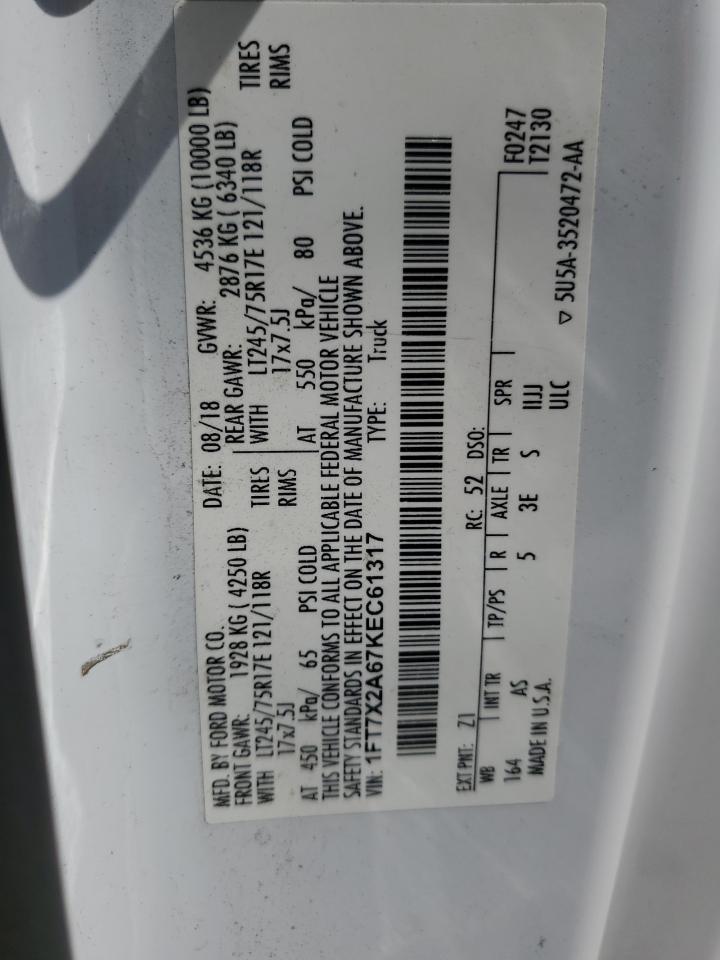 MFD. BY FORD MOTOR CO. DATE: 08/18 GVWR: 4536 KG (10000 LB)
FRONT GAWR: 1928 KG ( 4250 LB) REAR GAWR: 2876 KG ( 6340 LB)
WITH LT245/75R17E 121/118R TIRES WITH LT245/75R17E 121/118R TIRES
17x7.5J RIMS 17x7.5J RIMS
AT 450 kPa/ 65 PSI COLD AT 550 kPa/ 80 PSI COLD
THIS VEHICLE CONFORMS TO ALL APPLICABLE FEDERAL MOTOR VEHICLE
SAFETY STANDARDS IN EFFECT ON THE DATE OF MANUFACTURE SHOWN ABOVE.
VIN: 1FT7X2A67KEC61317 TYPE: Truck
EXT PNT: Z1 RC: 52 DSO: F0247
WB INT TR TP/PS R AXLE TR SPR T2130
164 AS 5 3E S IIJJ
MADE IN U.S.A. ULC ▽ 5U5A-3520472-AA